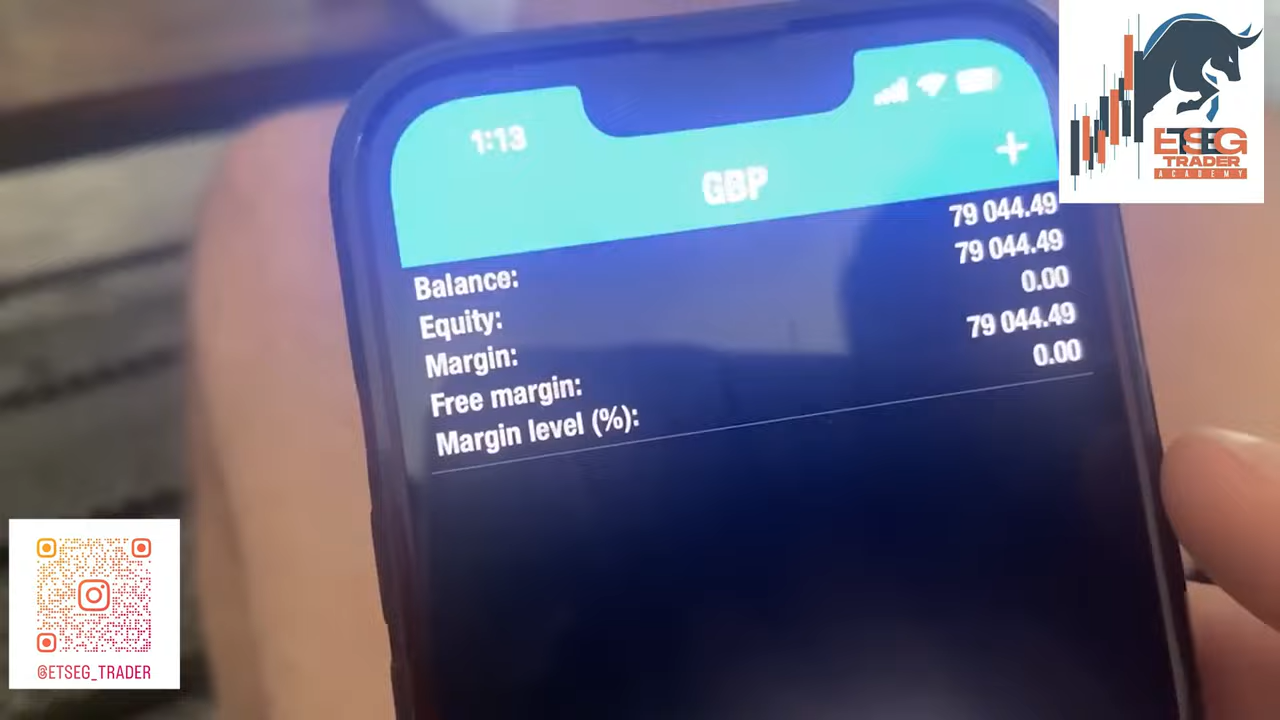 1:13
GBP
Balance: 79 044.49
Equity: 79 044.49
Margin: 0.00
Free margin: 79 044.49
Margin level (%): 0.00
ETSEG
TRADER
ACADEMY
@ETSEG_TRADER